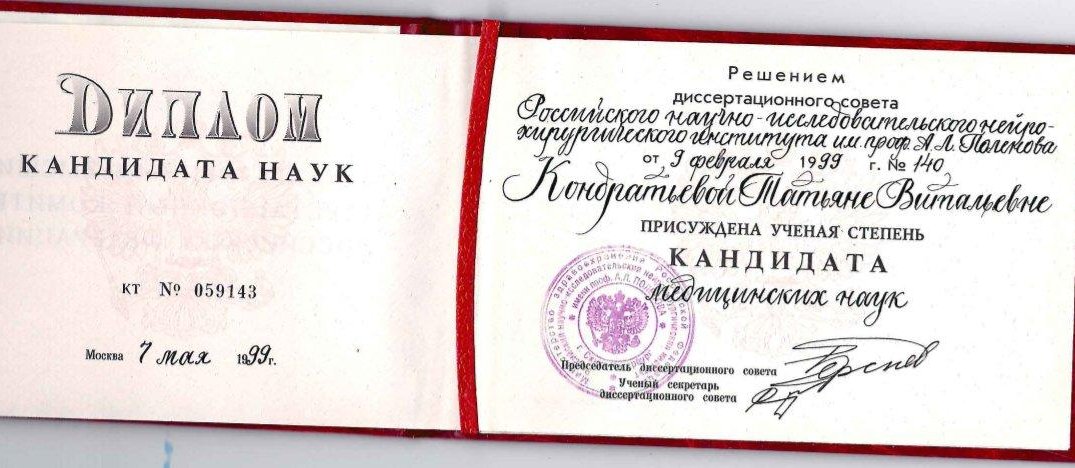 Диплом
КАНДИДАТА НАУК
КТ № 059143
Москва 7 мая 1999г.
Решением
диссертационного совета
Российского научно-исследовательского нейро-
хирургического института им. проф. А.Л. Поленова
от 9 февраля 1999 г. № 140
Кондратьевой Татьяне Витальевне
ПРИСУЖДЕНА УЧЕНАЯ СТЕПЕНЬ
КАНДИДАТА
медицинских наук
Председатель диссертационного совета
Ученый секретарь
диссертационного совета